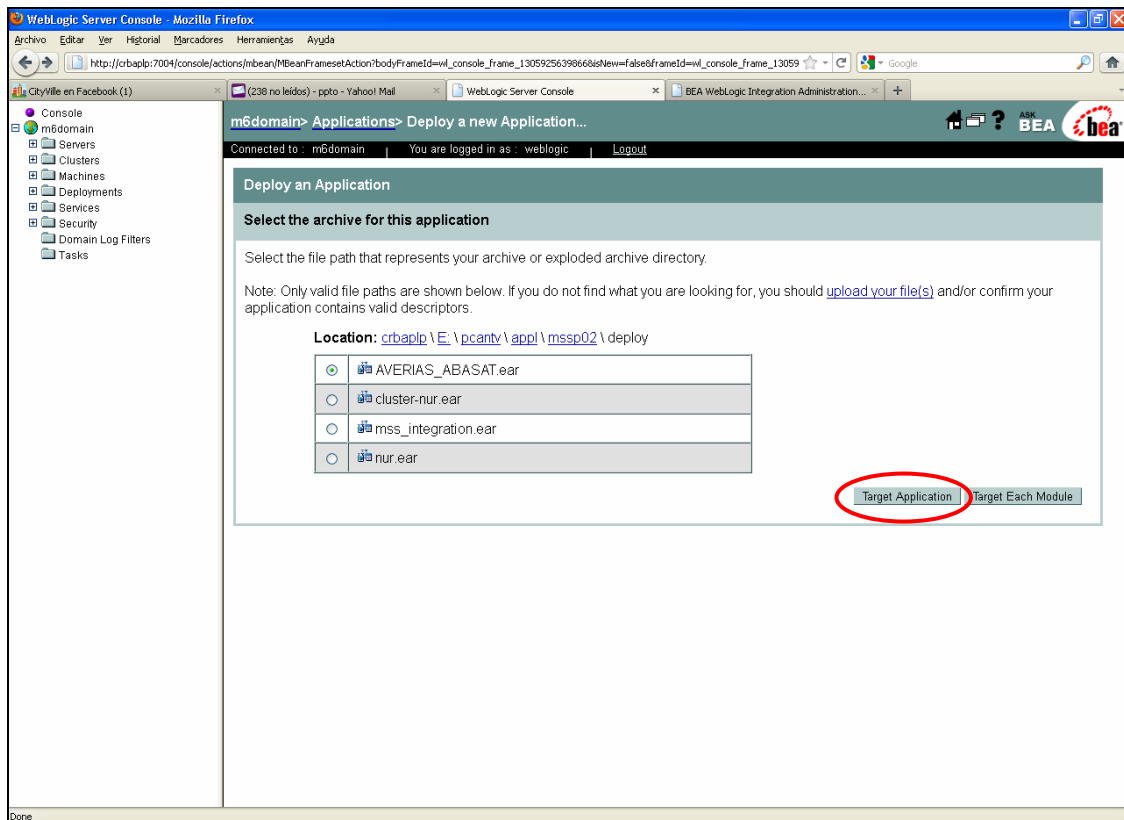 WebLogic Server Console - Mozilla Firefox
Archivo Editar Ver Historial Marcadores Herramientas Ayuda
http://crbaplp:7004/console/actions/mbean/MBeanFramesetAction?bodyFrameId=wl_console_frame_1305925639866&isNew=false&frameId=wl_console_frame_13059
Google
CityVille en Facebook (1)
(238 no leídos) - ppto - Yahoo! Mail
WebLogic Server Console
BEA WebLogic Integration Administration...
Console
m6domain
Servers
Clusters
Machines
Deployments
Services
Security
Domain Log Filters
Tasks
m6domain> Applications> Deploy a new Application...
? ASK BEA bea
Connected to : m6domain | You are logged in as : weblogic | Logout
Deploy an Application
Select the archive for this application
Select the file path that represents your archive or exploded archive directory.
Note: Only valid file paths are shown below. If you do not find what you are looking for, you should upload your file(s) and/or confirm your
application contains valid descriptors.
Location: crbaplp \ E: \ pcantv \ appl \ mssp02 \ deploy
AVERIAS_ABASAT.ear
cluster-nur.ear
mss_integration.ear
nur.ear
Target Application Target Each Module
Done